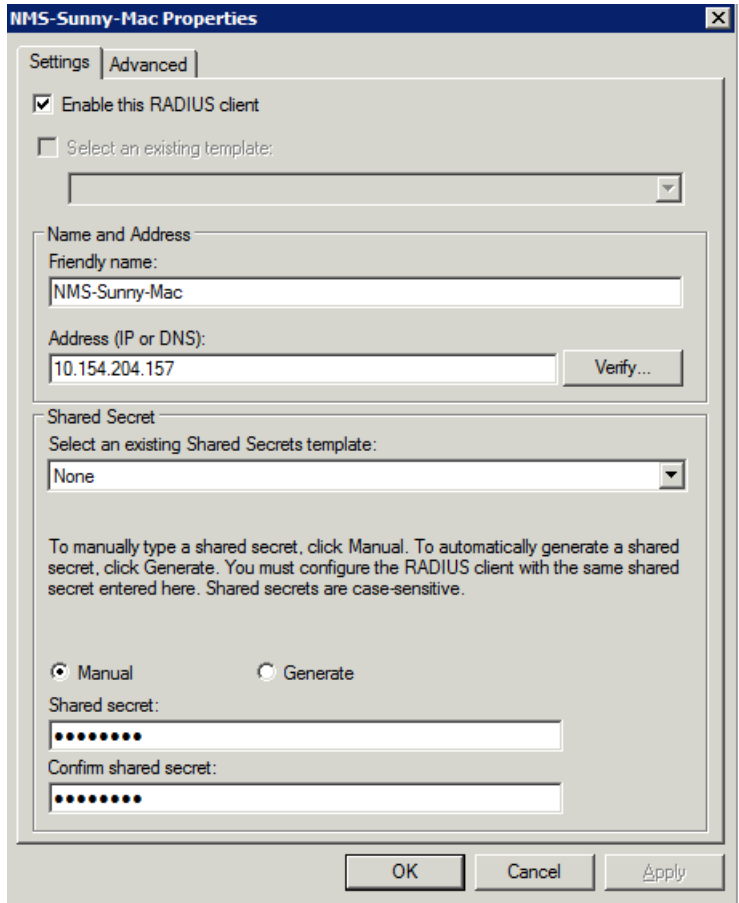 NMS-Sunny-Mac Properties
Settings
Advanced
Enable this RADIUS client
Select an existing template:
Name and Address
Friendly name:
NMS-Sunny-Mac
Address (IP or DNS):
10.154.204.157
Verify...
Shared Secret
Select an existing Shared Secrets template:
None
To manually type a shared secret, click Manual. To automatically generate a shared
secret, click Generate. You must configure the RADIUS client with the same shared
secret entered here. Shared secrets are case-sensitive.
Manual
Generate
Shared secret:
••••••••
Confirm shared secret:
••••••••
OK
Cancel
Apply